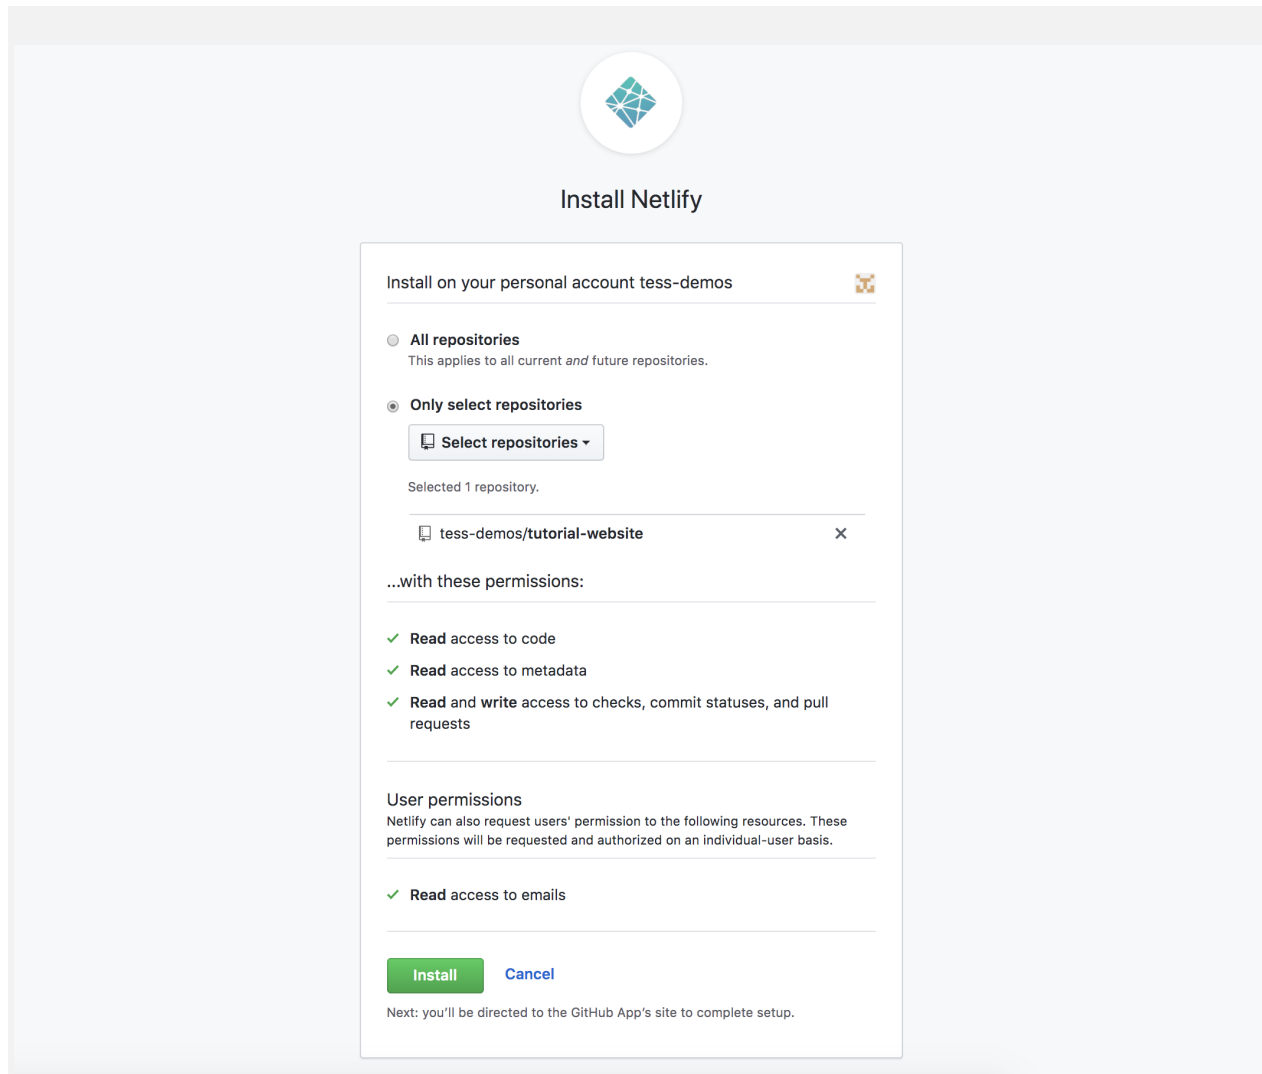 Install Netlify
Install on your personal account tess-demos
All repositories
This applies to all current and future repositories.
Only select repositories
Select repositories
Selected 1 repository.
tess-demos/tutorial-website
...with these permissions:
Read access to code
Read access to metadata
Read and write access to checks, commit statuses, and pull
requests
User permissions
Netlify can also request users' permission to the following resources. These
permissions will be requested and authorized on an individual-user basis.
Read access to emails
Install Cancel
Next: you'll be directed to the GitHub App's site to complete setup.